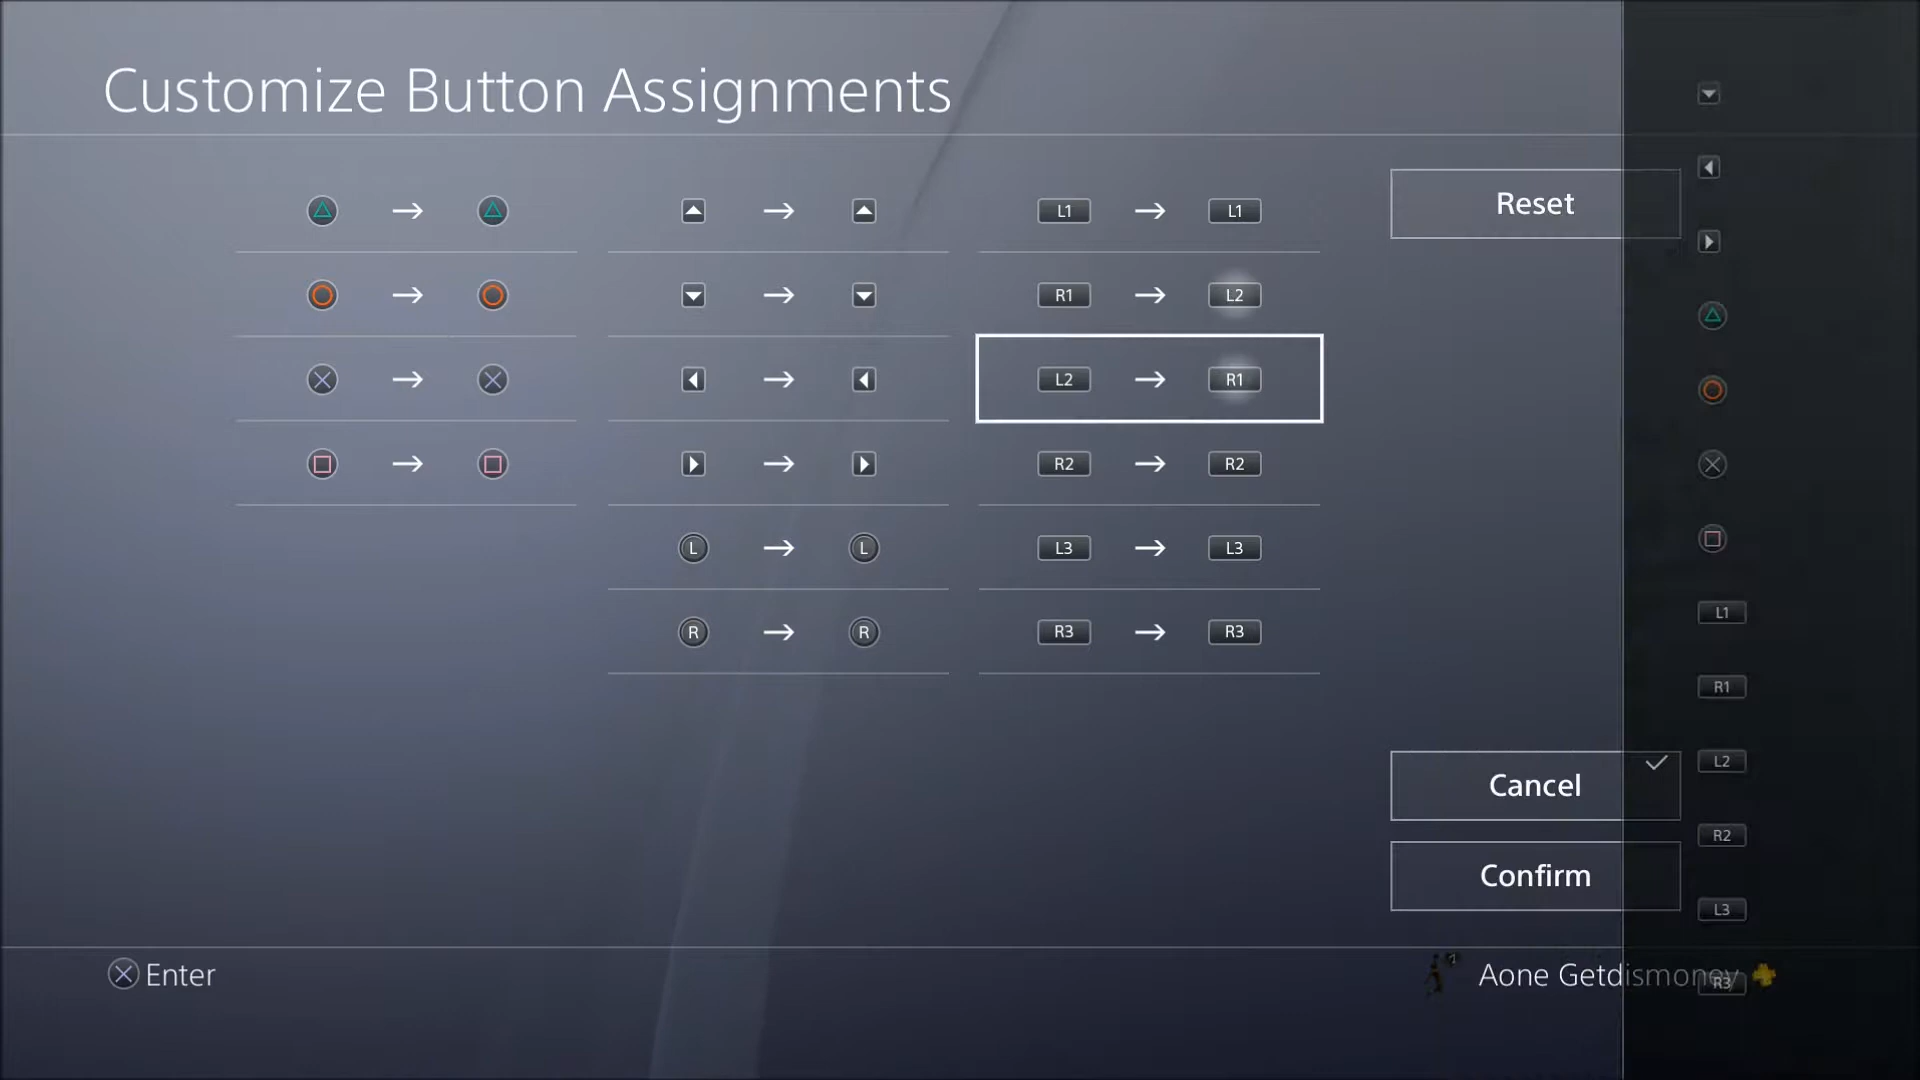 Customize Button Assignments
L1 → L1
R1 → L2
L2 → R1
R2 → R2
L → L
L3 → L3
R → R
R3 → R3
Reset
Cancel
Confirm
L1
R1
L2
R2
L3
R3
Enter
Aone Getdismoney